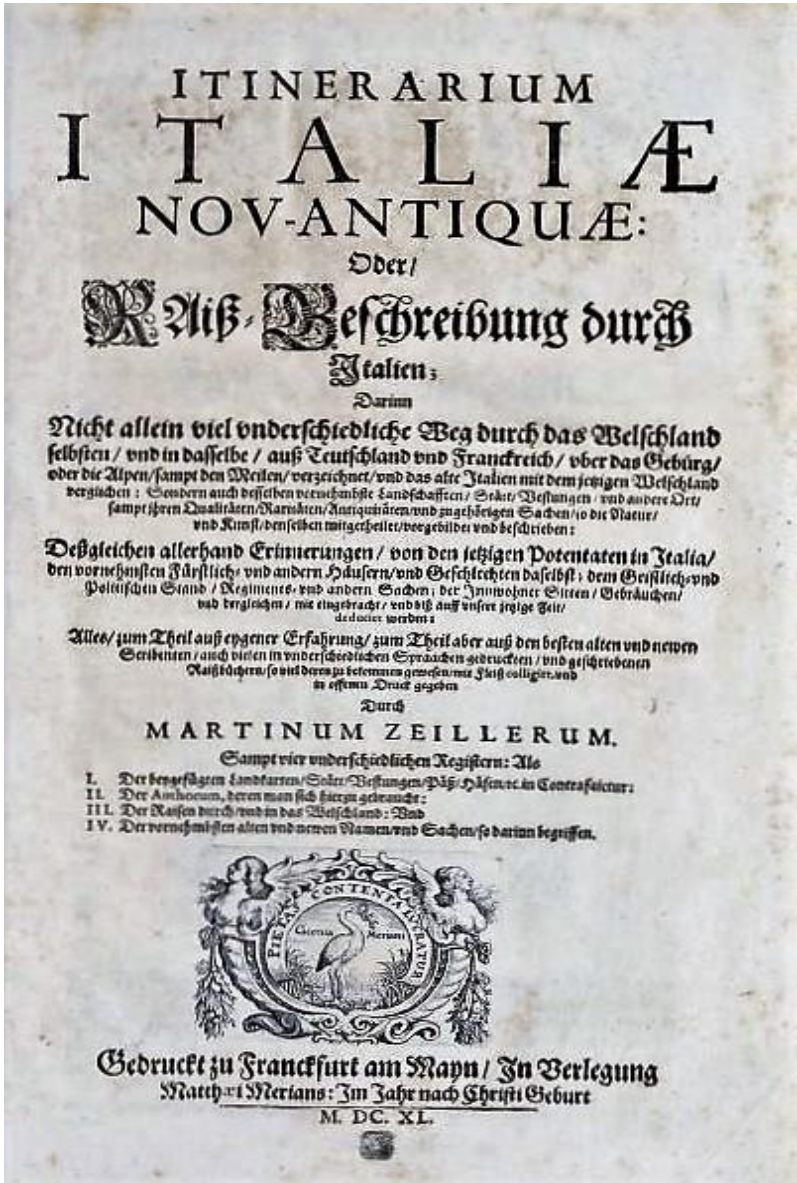 ITINERARIUM
ITALIÆ
NOV-ANTIQUÆ:
Oder/
RAiß-Beschreibung durch
Italien;
Darinn
Nicht allein viel vnderschiedliche Weg durch das Welschland
selbsten/ vnd in dasselbe/ auß Teutschland vnd Franckreich/ vber das Gebürg/
oder die Alpen/ sampt den Meilen/ verzeichnet/ vnd das alte Italien mit dem jetzigen Welschland
verglichen: Sondern auch desselben vornehmbste Landschafften/ Stätt/ Vestungen/ vnd andere Ort/
sampt jhren Qualitäten/ Raritäten/ Antiquitäten/ vnd zugehörigen Sachen/ so die Natur/
vnd Kunst/ denselben mitgetheilet/ vorgebildet vnd beschrieben:
Deßgleichen allerhand Erinnerungen/ von den jetzigen Potentaten in Italia/
den vornehmsten Fürstlich- vnd andern Häusern/ vnd Geschlechten daselbst; dem Geistlich- vnd
Politischen Stand/ Regiments- vnd andern Sachen; der Innwohner Sitten/ Gebräuchen/
vnd dergleichen/ mit eingebracht/ vnd biß auff vnsere jetzige Zeit/
deducirt werden:
Alles/ zum Theil auß eygener Erfahrung/ zum Theil aber auß den besten alten vnd newen
Scribenten/ auch vielen in vnderschiedlichen Spraachen gedruckten/ vnd geschriebenen
Raißbüchern/ so viel deren zu bekommen gewesen/ mit Fleiß colligirt, vnd
in offenen Druck gegeben
Durch
MARTINUM ZEILLERUM.
Sampt vier vnderschiedlichen Registern: Als
I. Der beygefügten Landkarten/ Stätt/ Vestungen/ Päß/ Häfen/ etc. in Contrafaictur:
II. Der Authorum, deren man sich hierzu gebraucht:
III. Der Raisen durch/ vnd in das Welschland: Vnd
IV. Der vornehmbsten alten vnd newen Namen/ vnd Sachen/ so darinn begriffen.
PIETAS CONTENTA LUCRATUR
Ciconia Meriani
Gedruckt zu Franckfurt am Mayn/ In Verlegung
Matthæi Merians: Im Jahr nach Christi Geburt
M. DC. XL.